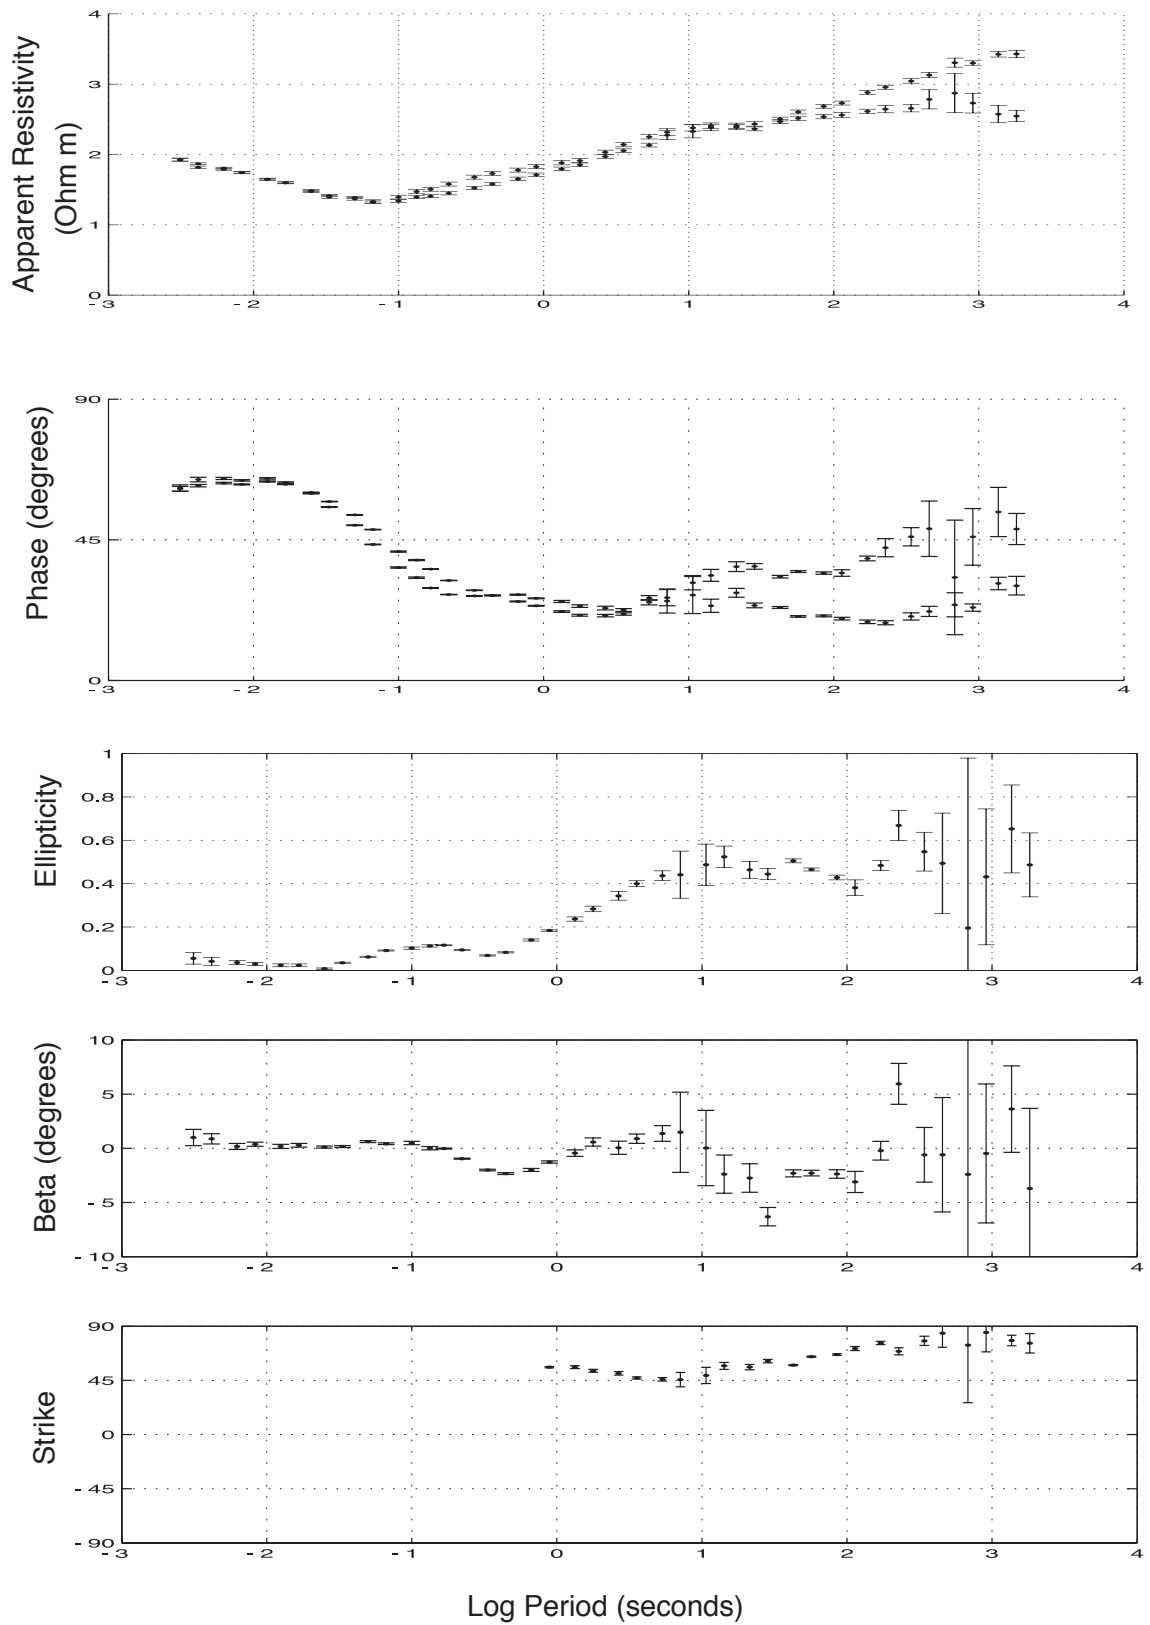 Apparent Resistivity
(Ohm m)
4
3
2
1
0
-3 -2 -1 0 1 2 3 4
Phase (degrees)
90
45
0
-3 -2 -1 0 1 2 3 4
Ellipticity
1
0.8
0.6
0.4
0.2
0
-3 -2 -1 0 1 2 3 4
Beta (degrees)
10
5
0
-5
-10
-3 -2 -1 0 1 2 3 4
Strike
90
45
0
-45
-90
-3 -2 -1 0 1 2 3 4
Log Period (seconds)